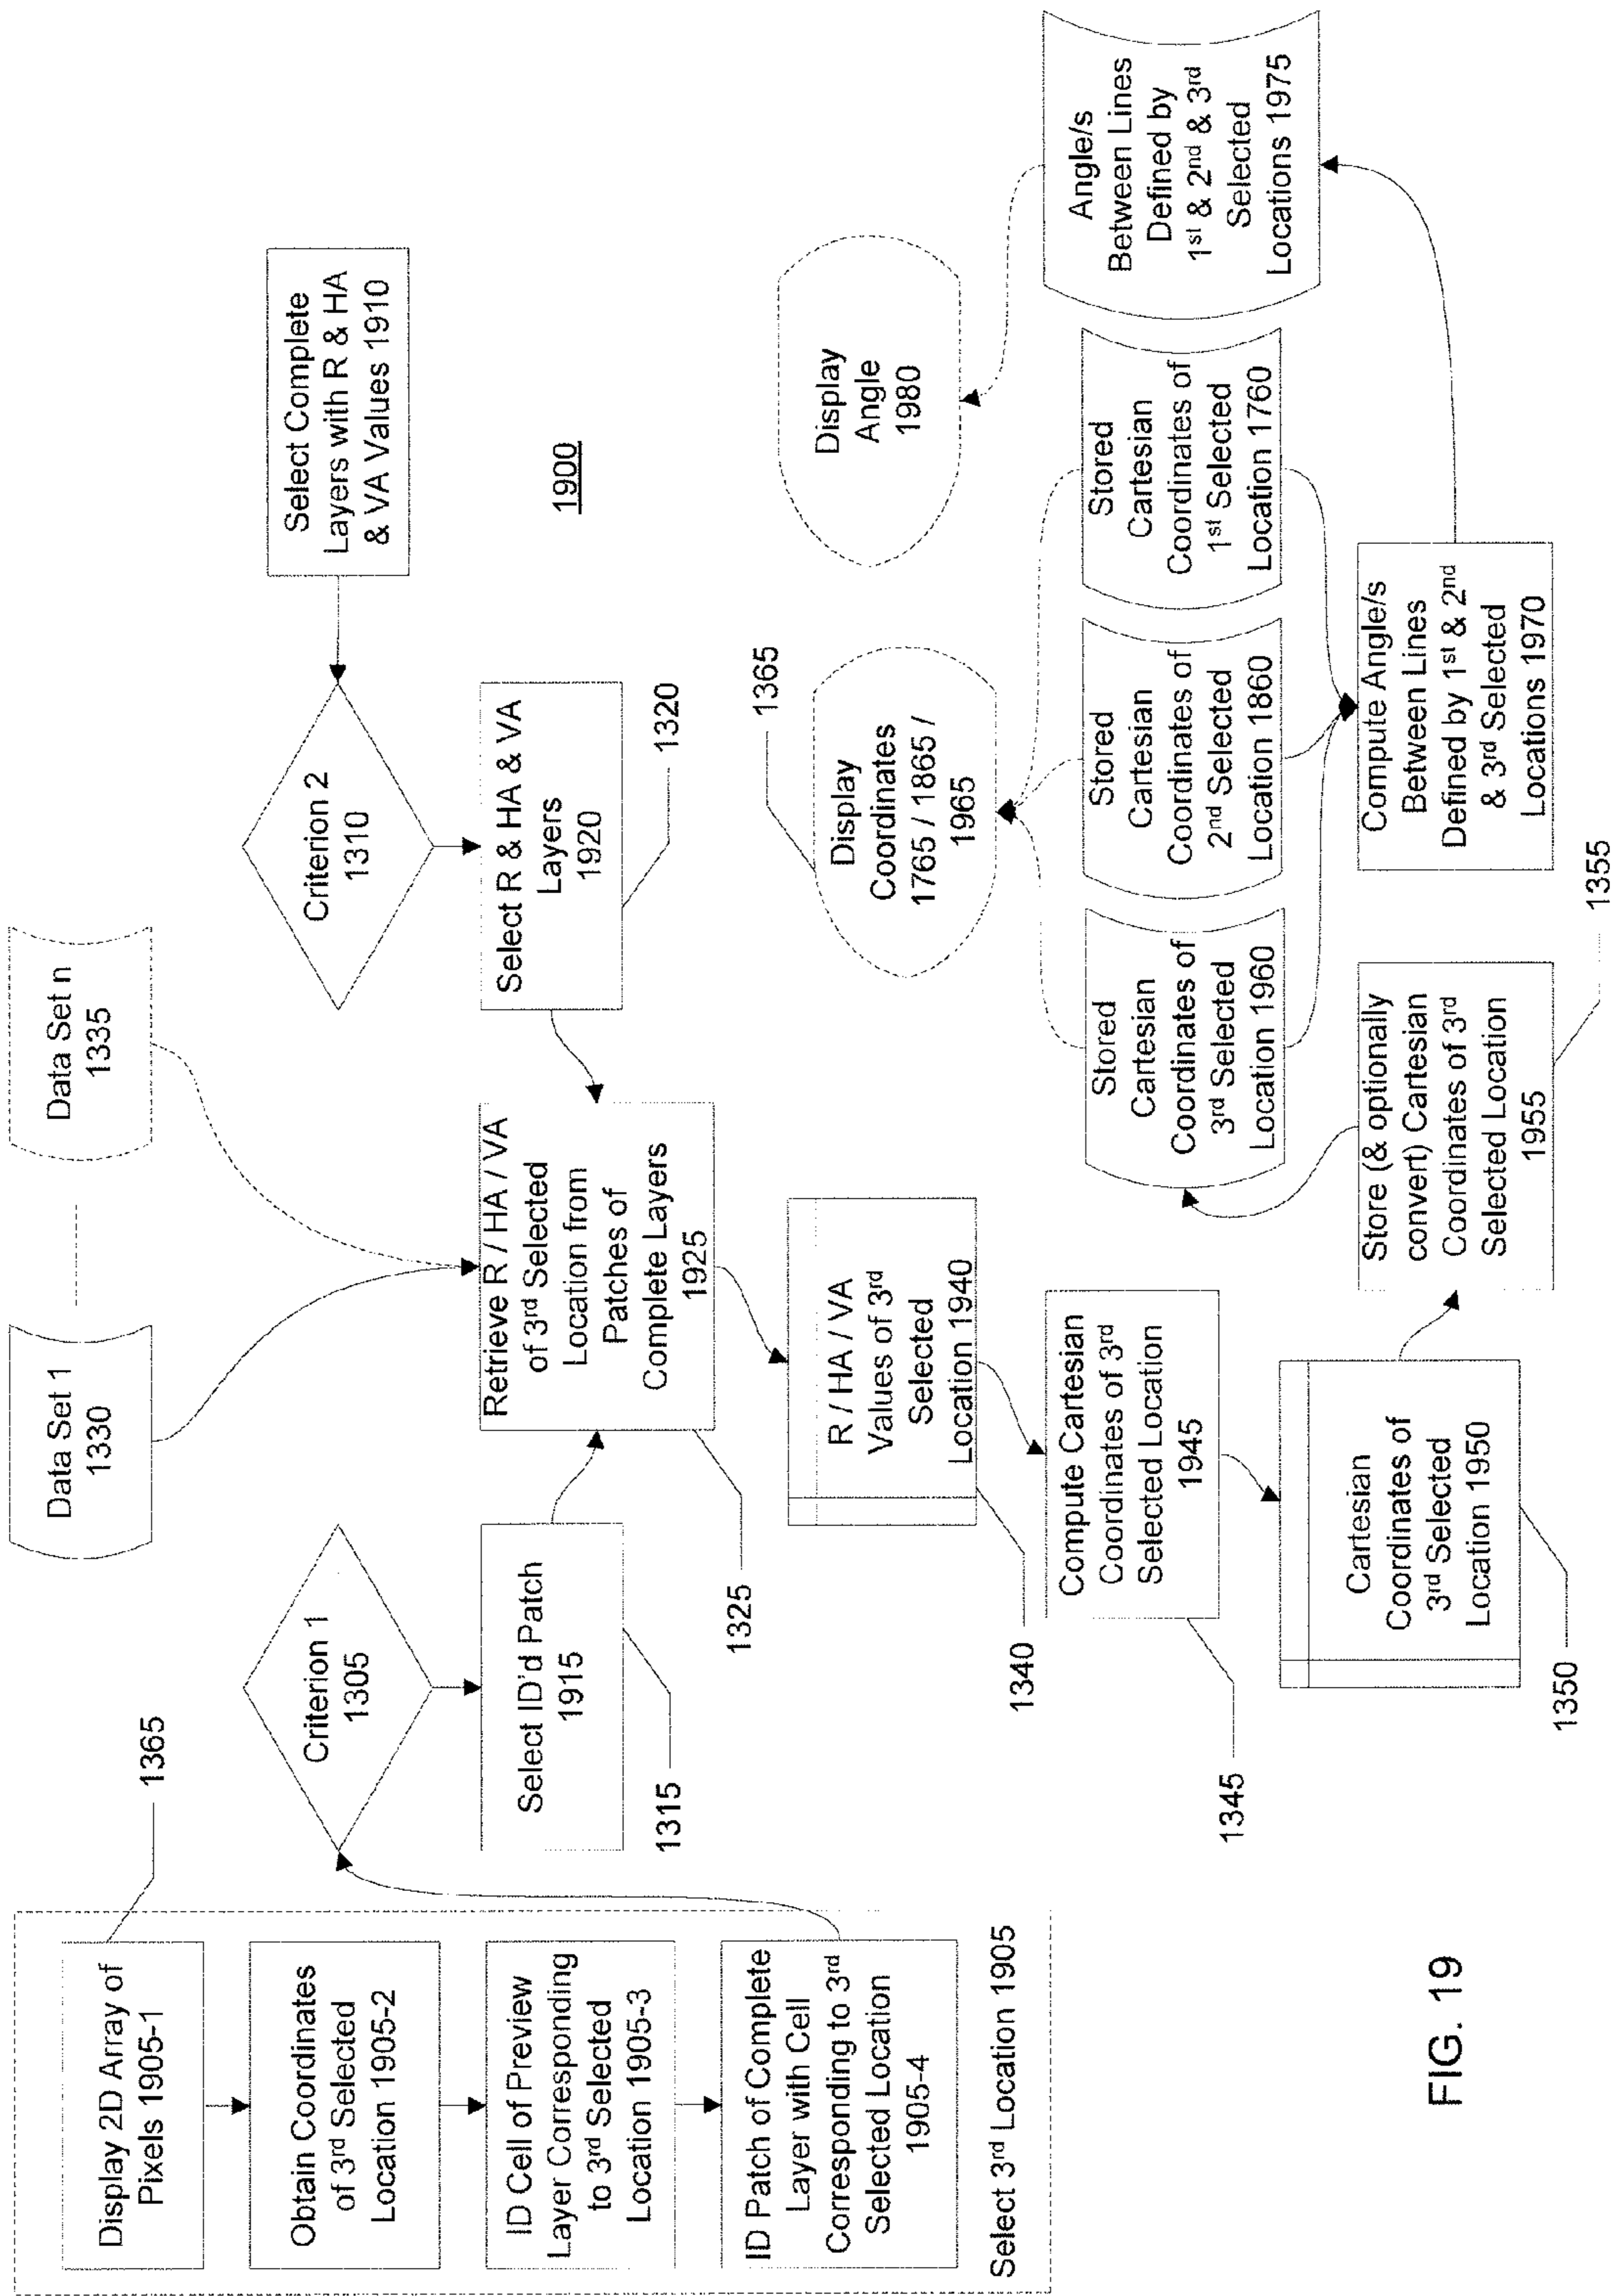 Display 2D Array of
Pixels 1905-1
1365
Obtain Coordinates
of 3rd Selected
Location 1905-2
ID Cell of Preview
Layer Corresponding
to 3rd Selected
Location 1905-3
ID Patch of Complete
Layer with Cell
Corresponding to 3rd
Selected Location
1905-4
Select 3rd Location 1905
Criterion 1
1305
Select ID'd Patch
1915
1315
Data Set 1
1330
Data Set n
1335
Retrieve R / HA / VA
of 3rd Selected
Location from
Patches of
Complete Layers
1925
1325
Select Complete
Layers with R & HA
& VA Values 1910
Criterion 2
1310
Select R & HA & VA
Layers
1920
1320
1900
R / HA / VA
Values of 3rd
Selected
Location 1940
1340
Compute Cartesian
Coordinates of 3rd
Selected Location
1945
1345
Cartesian
Coordinates of
3rd Selected
Location 1950
1350
Store (& optionally
convert) Cartesian
Coordinates of 3rd
Selected Location
1955
1355
Stored
Cartesian
Coordinates of
3rd Selected
Location 1960
Stored
Cartesian
Coordinates of
2nd Selected
Location 1860
Stored
Cartesian
Coordinates of
1st Selected
Location 1760
Display
Coordinates
1765 / 1865 /
1965
1365
Compute Angle/s
Between Lines
Defined by 1st & 2nd
& 3rd Selected
Locations 1970
Angle/s
Between Lines
Defined by
1st & 2nd & 3rd
Selected
Locations 1975
Display
Angle
1980
FIG. 19